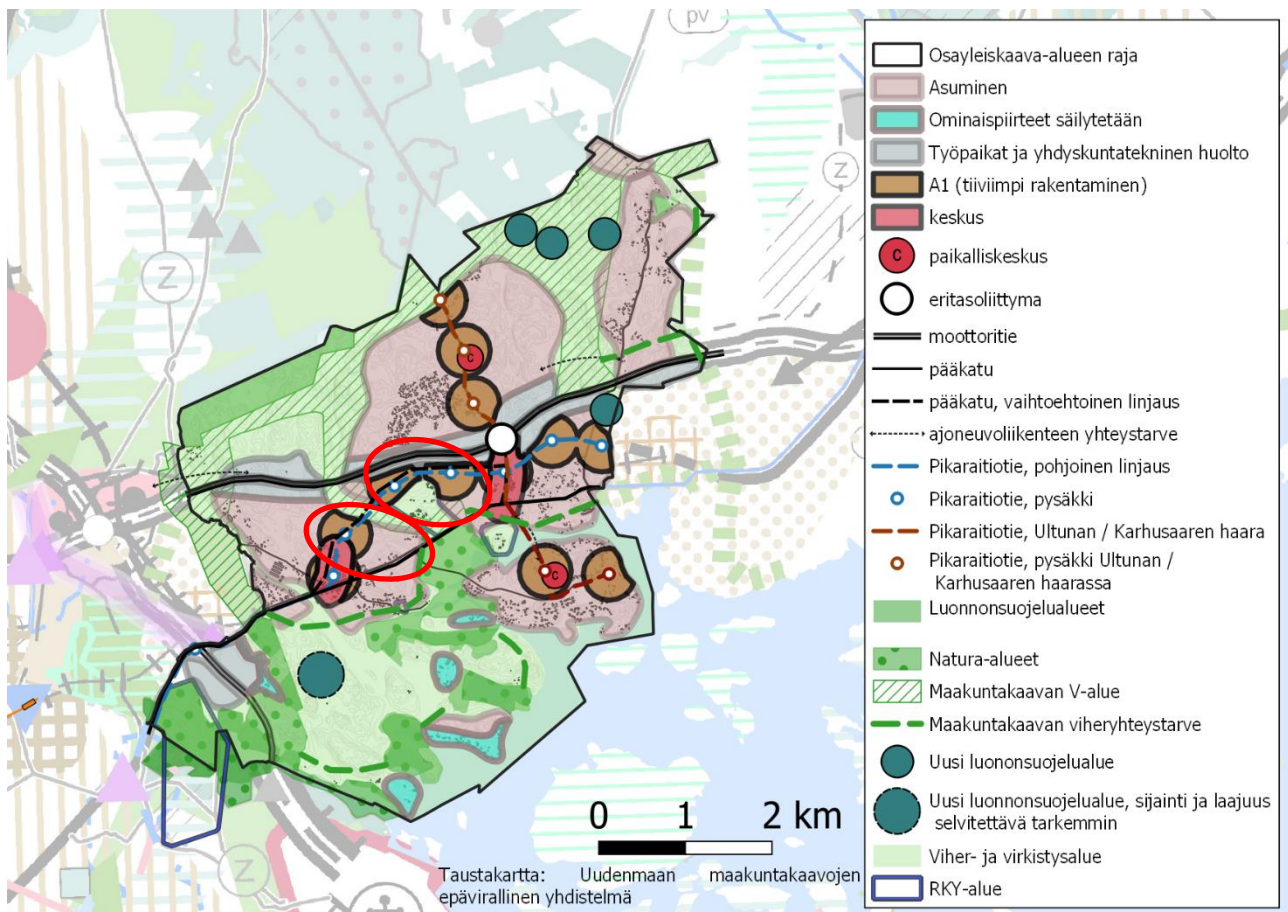 pv
Z
Z
Z
C
C
Osayleiskaava-alueen raja
Asuminen
Ominaispiirteet säilytetään
Työpaikat ja yhdyskuntatekninen huolto
A1 (tiiviimpi rakentaminen)
keskus
C
paikalliskeskus
eritasoliittyma
moottoritie
pääkatu
pääkatu, vaihtoehtoinen linjaus
ajoneuvoliikenteen yhteystarve
Pikaraitiotie, pohjoinen linjaus
Pikaraitiotie, pysäkki
Pikaraitiotie, Ultunan / Karhusaaren haara
Pikaraitiotie, pysäkki Ultunan /
Karhusaaren haarassa
Luonnonsuojelualueet
Natura-alueet
Maakuntakaavan V-alue
Maakuntakaavan viheryhteystarve
Uusi luononsuojelualue
Uusi luonnonsuojelualue, sijainti ja laajuus
selvitettävä tarkemmin
Viher- ja virkistysalue
RKY-alue
0 1 2 km
Taustakartta: Uudenmaan maakuntakaavojen
epävirallinen yhdistelmä